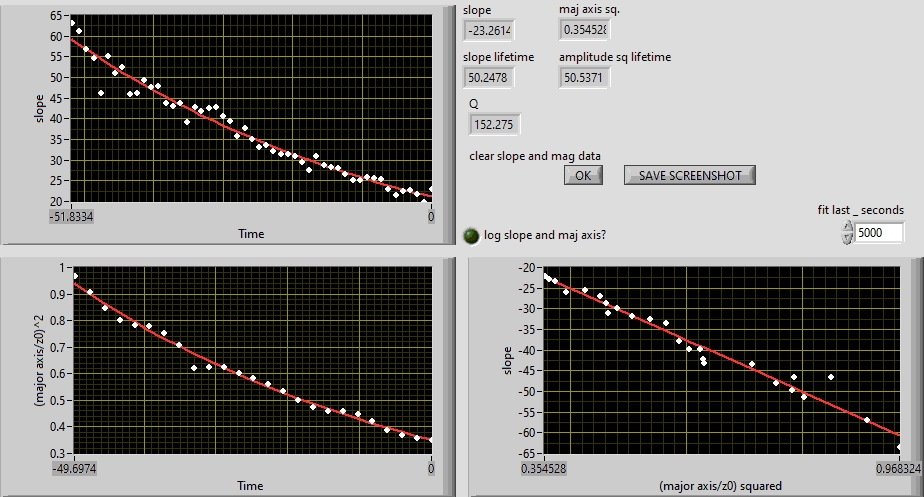 65
60
55
50
45
40
35
30
25
20
slope
-51.8334
0
Time
slope
maj axis sq.
-23.2614
0.354528
slope lifetime
amplitude sq lifetime
50.2478
50.5371
Q
152.275
clear slope and mag data
OK
SAVE SCREENSHOT
fit last _ seconds
5000
log slope and maj axis?
1
0.9
0.8
0.7
0.6
0.5
0.4
0.3
(major axis/z0)^2
-49.6974
0
Time
-20
-25
-30
-35
-40
-45
-50
-55
-60
-65
slope
0.354528
0.968324
(major axis/z0) squared